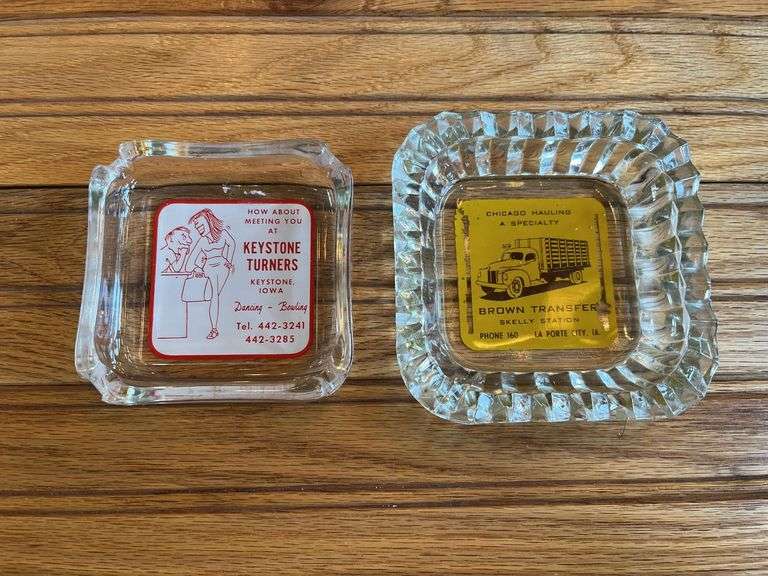 HOW ABOUT
MEETING YOU
AT
KEYSTONE
TURNERS
KEYSTONE,
IOWA
Dancing - Bowling
Tel. 442-3241
442-3285
CHICAGO HAULING
A SPECIALTY
BROWN TRANSFER
SKELLY STATION
PHONE 160 LA PORTE CITY, IA.